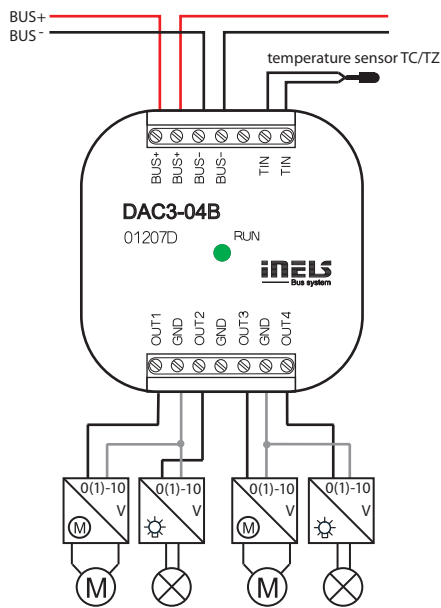 BUS+
BUS-
temperature sensor TC/TZ
BUS+
BUS+
BUS-
BUS-
TIN
TIN
DAC3-04B
01207D
RUN
iNELS
Bus system
OUT1
GND
OUT2
GND
OUT3
GND
OUT4
0(1)-10
V
M
0(1)-10
V
0(1)-10
V
M
0(1)-10
V
M
M